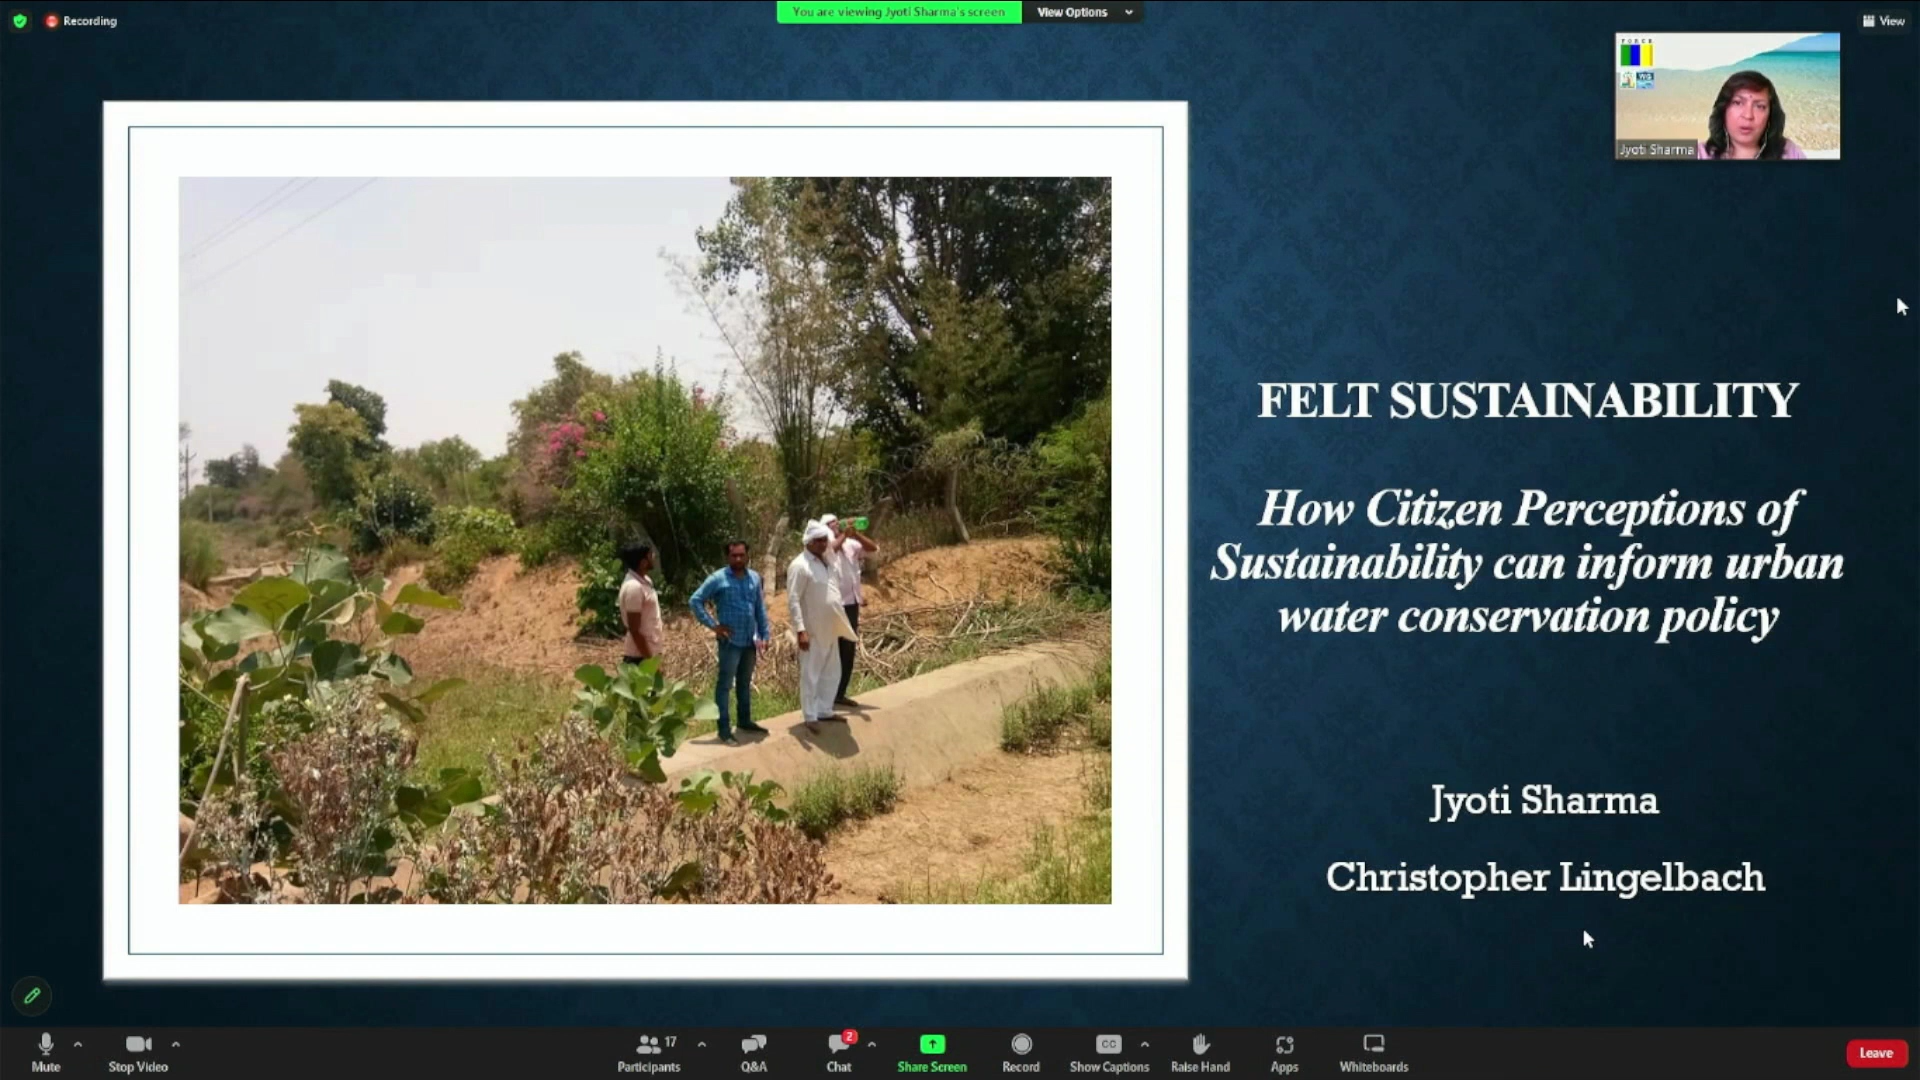 Recording
You are viewing Jyoti Sharma's screen
View Options
View
FORCE
Jyoti Sharma
FELT SUSTAINABILITY
How Citizen Perceptions of
Sustainability can inform urban
water conservation policy
Jyoti Sharma
Christopher Lingelbach
Mute
Stop Video
17
Participants
Q&A
2
Chat
Share Screen
Record
CC
Show Captions
Raise Hand
Apps
Whiteboards
Leave